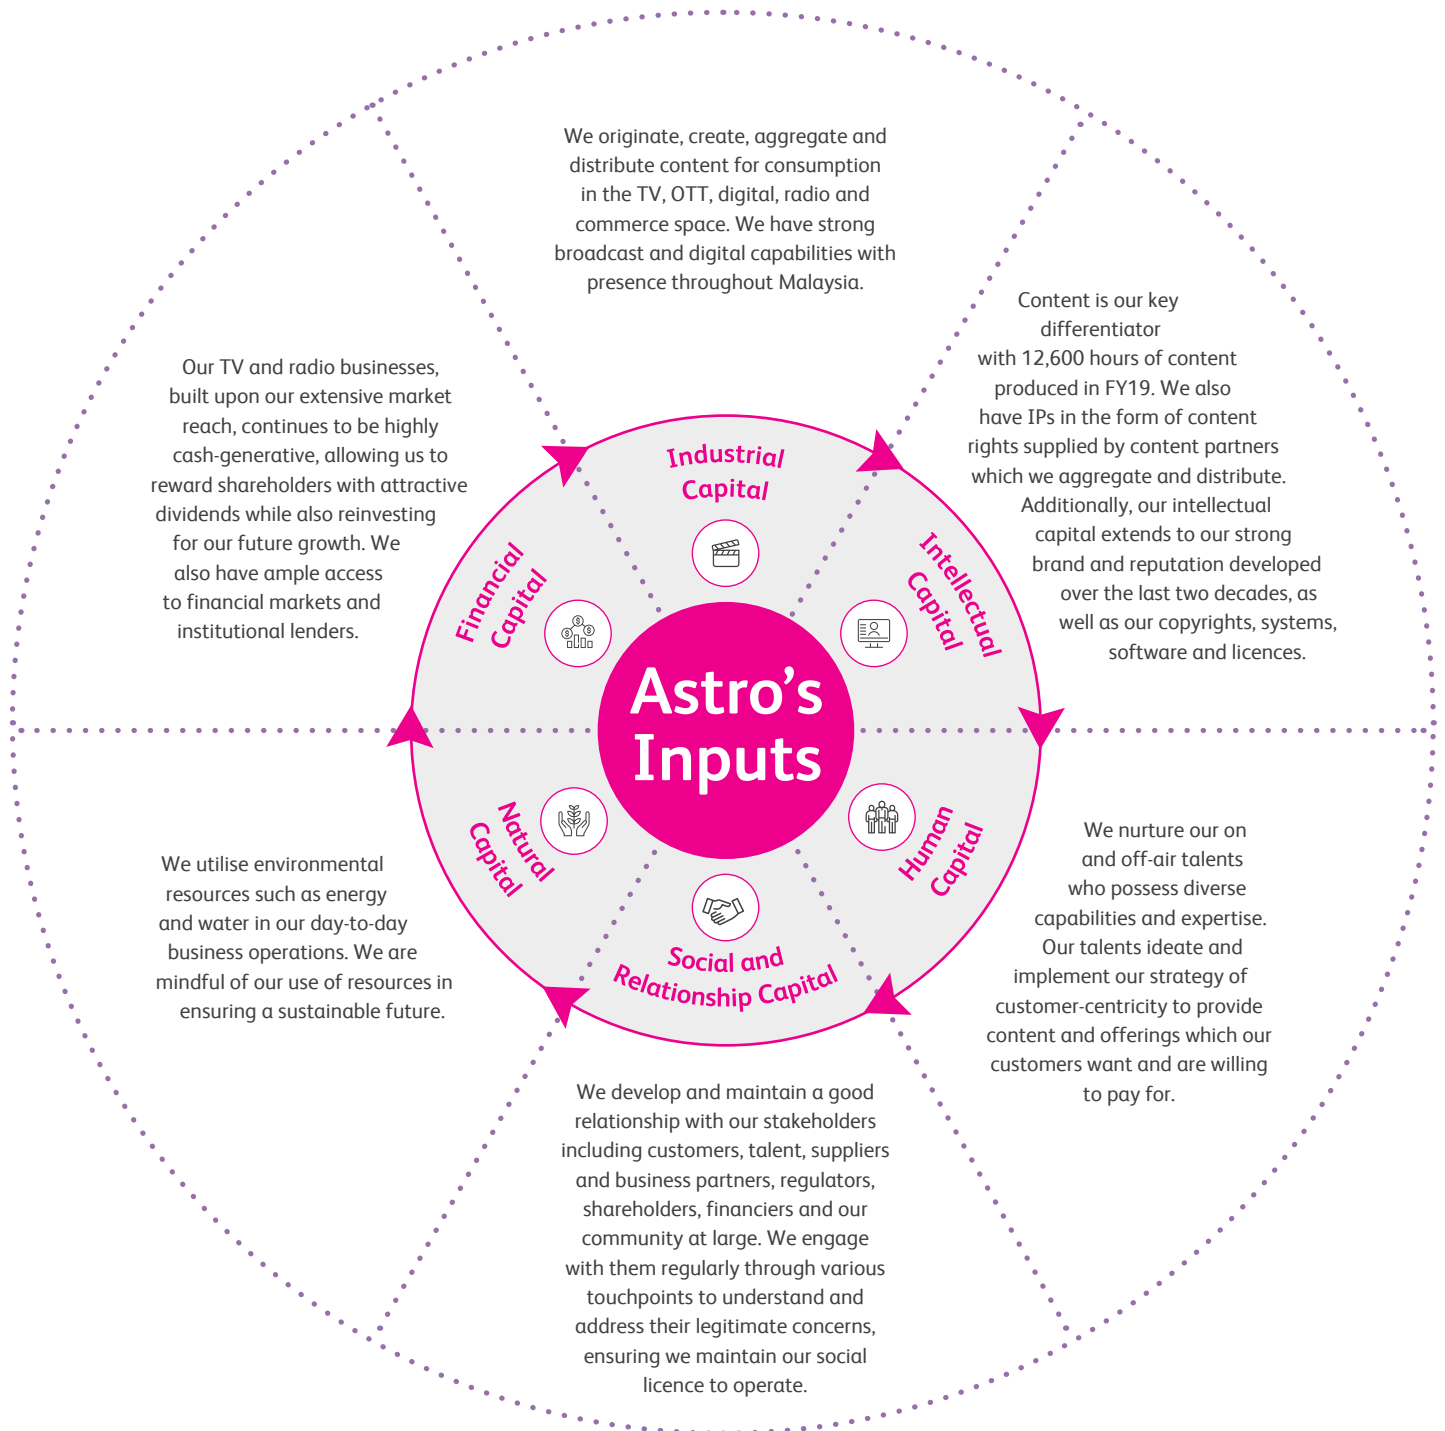 We originate, create, aggregate and
distribute content for consumption
in the TV, OTT, digital, radio and
commerce space. We have strong
broadcast and digital capabilities with
presence throughout Malaysia.
Content is our key
differentiator
with 12,600 hours of content
produced in FY19. We also
have IPs in the form of content
rights supplied by content partners
which we aggregate and distribute.
Additionally, our intellectual
capital extends to our strong
brand and reputation developed
over the last two decades, as
well as our copyrights, systems,
software and licences.
Our TV and radio businesses,
built upon our extensive market
reach, continues to be highly
cash-generative, allowing us to
reward shareholders with attractive
dividends while also reinvesting
for our future growth. We
also have ample access
to financial markets and
institutional lenders.
Industrial
Capital
Intellectual
Capital
Financial
Capital
Astro's
Inputs
Natural
Capital
Human
Capital
Social and
Relationship Capital
We utilise environmental
resources such as energy
and water in our day-to-day
business operations. We are
mindful of our use of resources in
ensuring a sustainable future.
We nurture our on
and off-air talents
who possess diverse
capabilities and expertise.
Our talents ideate and
implement our strategy of
customer-centricity to provide
content and offerings which our
customers want and are willing
to pay for.
We develop and maintain a good
relationship with our stakeholders
including customers, talent, suppliers
and business partners, regulators,
shareholders, financiers and our
community at large. We engage
with them regularly through various
touchpoints to understand and
address their legitimate concerns,
ensuring we maintain our social
licence to operate.